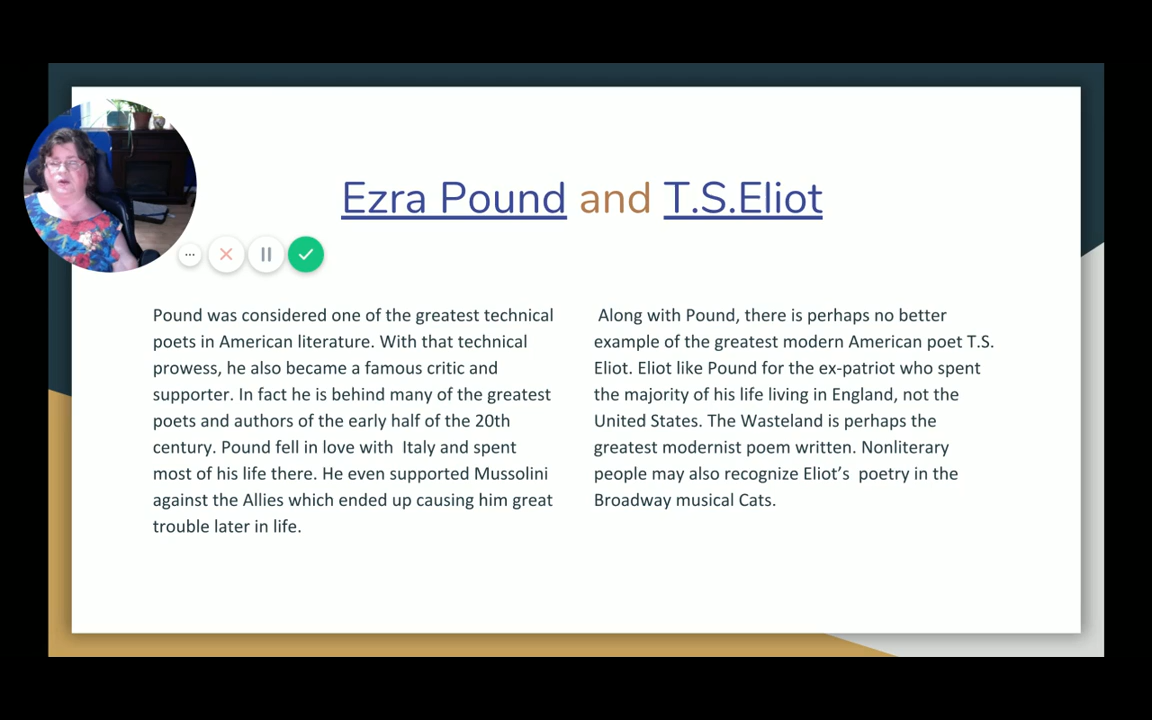 Ezra Pound and T.S.Eliot
Pound was considered one of the greatest technical
poets in American literature. With that technical
prowess, he also became a famous critic and
supporter. In fact he is behind many of the greatest
poets and authors of the early half of the 20th
century. Pound fell in love with  Italy and spent
most of his life there. He even supported Mussolini
against the Allies which ended up causing him great
trouble later in life.
Along with Pound, there is perhaps no better
example of the greatest modern American poet T.S.
Eliot. Eliot like Pound for the ex-patriot who spent
the majority of his life living in England, not the
United States. The Wasteland is perhaps the
greatest modernist poem written. Nonliterary
people may also recognize Eliot’s  poetry in the
Broadway musical Cats.